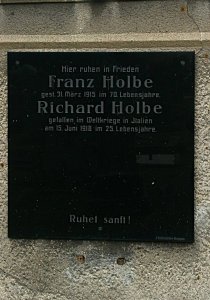 Hier ruhen in Frieden
Franz Holbe
gest. 31. März 1915 im 70. Lebensjahre.
Richard Holbe
gefallen im Weltkriege in Italien
am 15. Juni 1918 im 23. Lebensjahre.
Ruhet sanft!